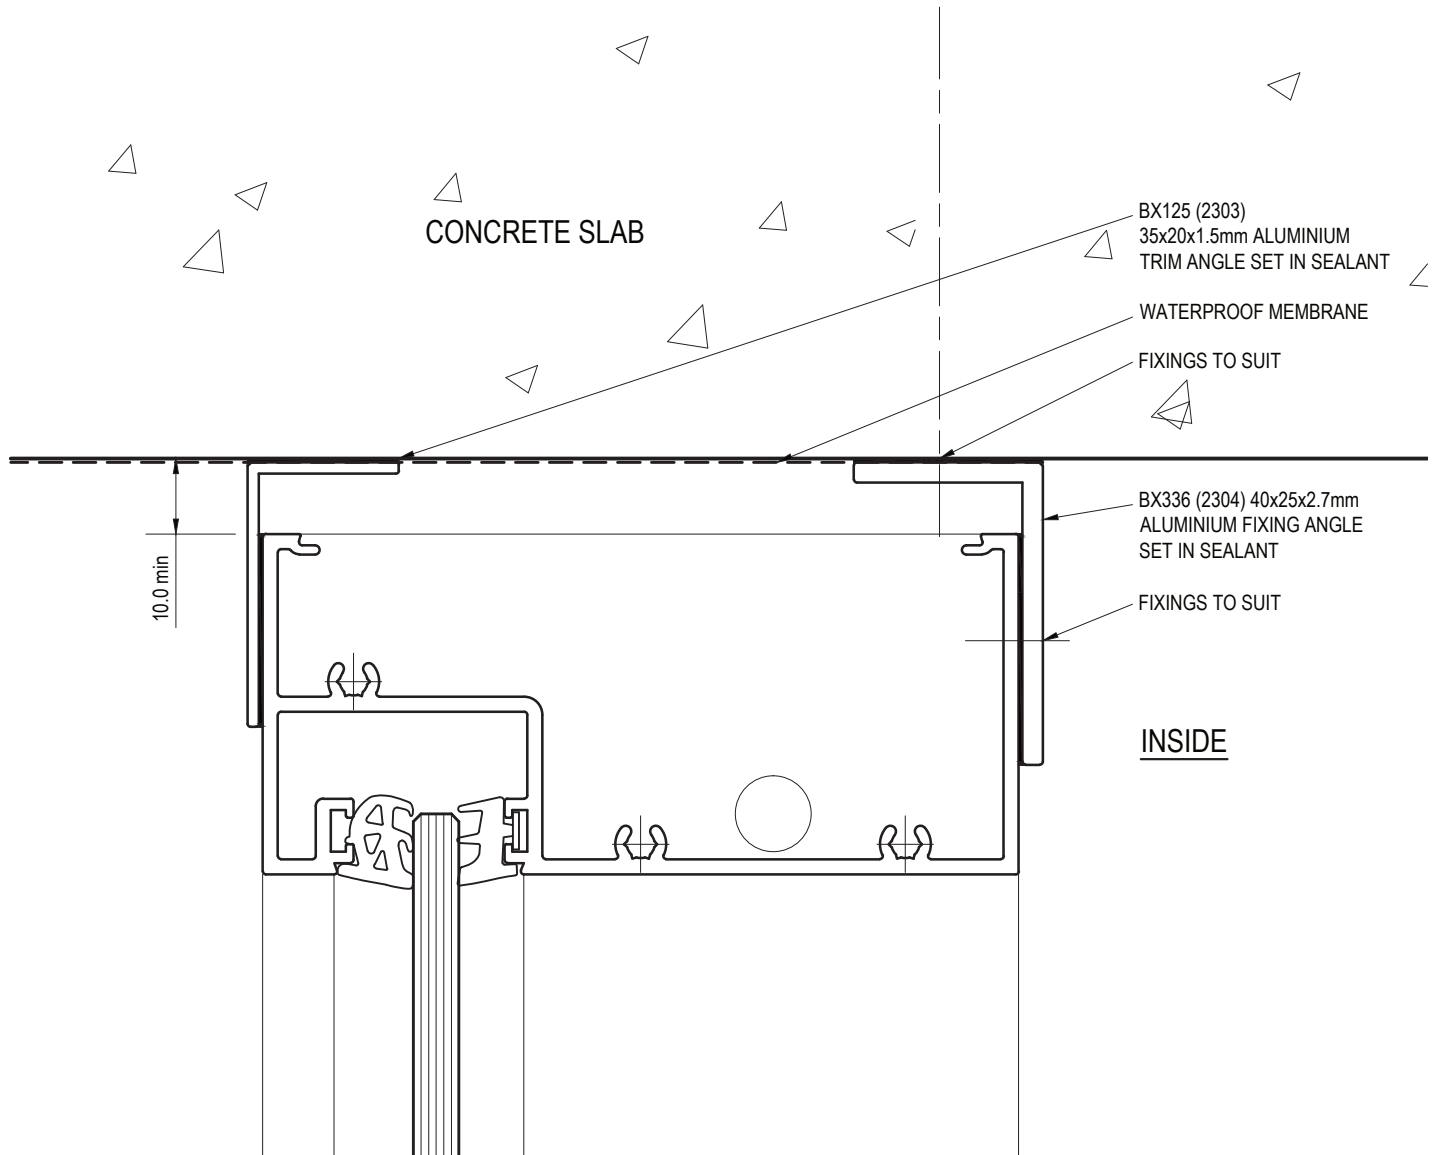 CONCRETE SLAB
BX125 (2303)
35x20x1.5mm ALUMINIUM
TRIM ANGLE SET IN SEALANT
WATERPROOF MEMBRANE
FIXINGS TO SUIT
BX336 (2304) 40x25x2.7mm
ALUMINIUM FIXING ANGLE
SET IN SEALANT
10.0 min
FIXINGS TO SUIT
INSIDE